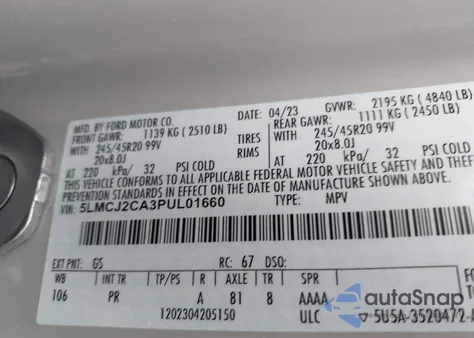 MFD. BY FORD MOTOR CO.
DATE: 04/23 GVWR: 2195 KG ( 4840 LB)
FRONT GAWR: 1139 KG ( 2510 LB) REAR GAWR: 1111 KG ( 2450 LB)
WITH 245/45R20 99V TIRES WITH 245/45R20 99V
20x8.0J RIMS 20x8.0J
AT 220 kPa/ 32 PSI COLD AT 220 kPa/ 32 PSI COLD
THIS VEHICLE CONFORMS TO ALL APPLICABLE FEDERAL MOTOR VEHICLE SAFETY AND THEFT
PREVENTION STANDARDS IN EFFECT ON THE DATE OF MANUFACTURE SHOWN ABOVE.
VIN: 5LMCJ2CA3PUL01660 TYPE: MPV
EXT PNT: GS RC: 67 DSO:
WB INT TR TP/PS R AXLE TR SPR
106 PR A 81 8 AAAA
1202304205150 ULC 5U5A-3520472-A
autoSnap